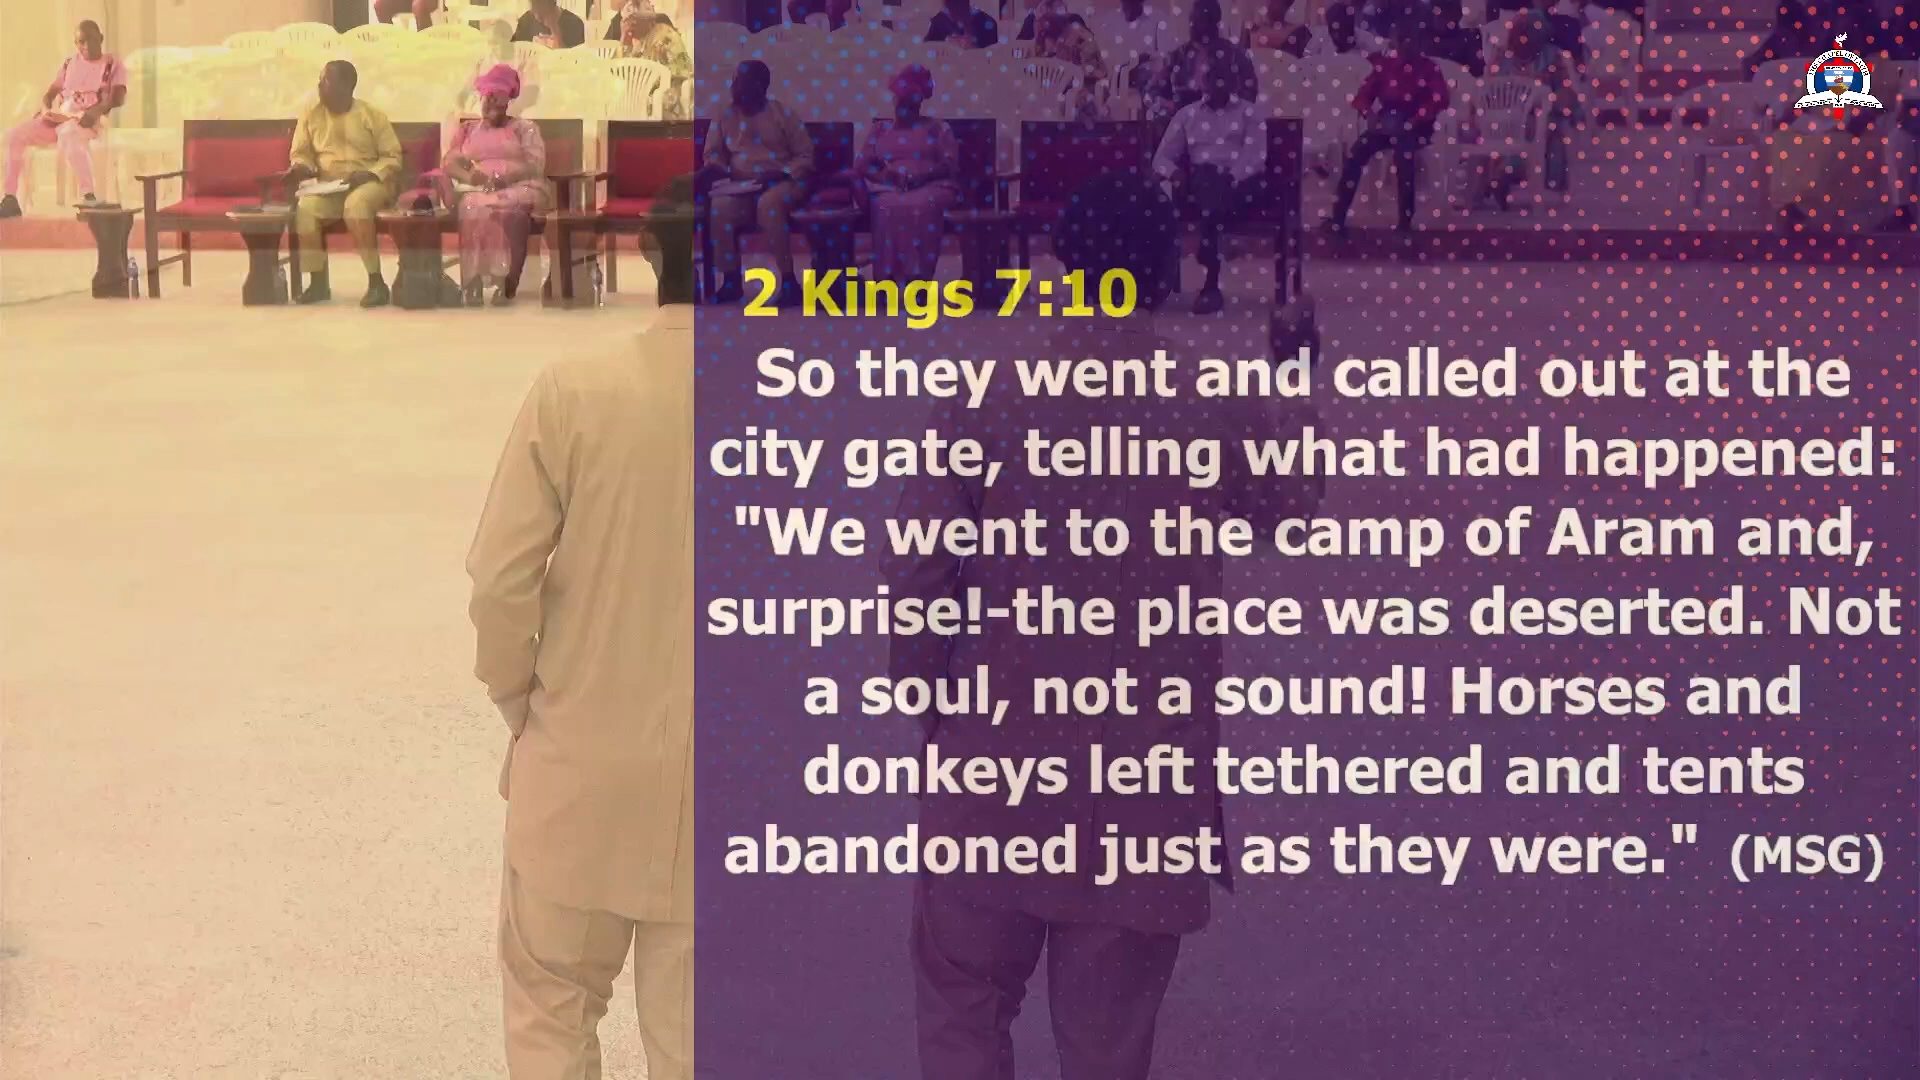 2 Kings 7:10
So they went and called out at the
city gate, telling what had happened:
"We went to the camp of Aram and,
surprise!-the place was deserted. Not
a soul, not a sound! Horses and
donkeys left tethered and tents
abandoned just as they were." (MSG)